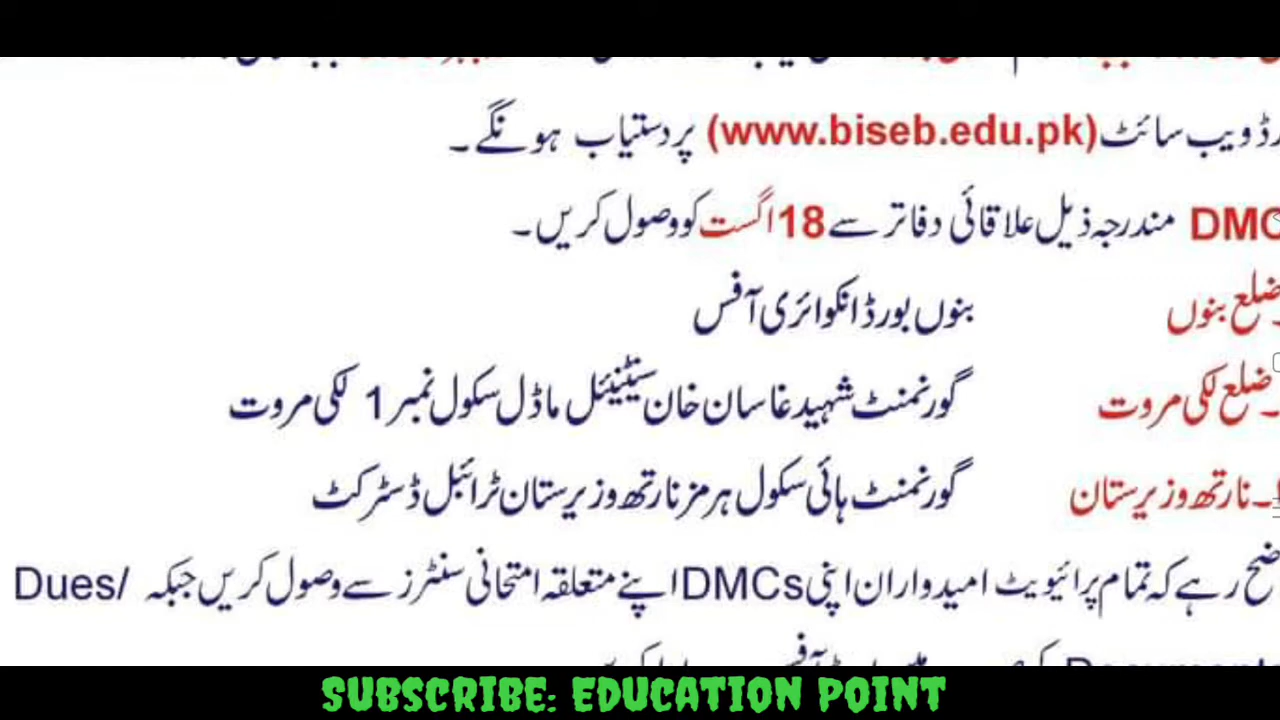 ویب سائٹ (www.biseb.edu.pk) پر دستیاب ہونگے۔
مندرجہ ذیل علاقائی دفاتر سے 18 اگست کو وصول کریں۔
ضلع بنوں بنوں بورڈ انکوائری آفس
ضلع لکی مروت گورنمنٹ شہید غاسان خان سیٹینئیل ماڈل سکول نمبر 1 لکی مروت
نارتھ وزیرستان گورنمنٹ ہائی سکول ہرمز نارتھ وزیرستان ٹرائبل ڈسٹرکٹ
رہے کہ تمام پرائیویٹ امیدواران اپنی DMCs اپنے متعلقہ امتحانی سنٹرز سے وصول کریں جبکہ Dues/
SUBSCRIBE: EDUCATION POINT